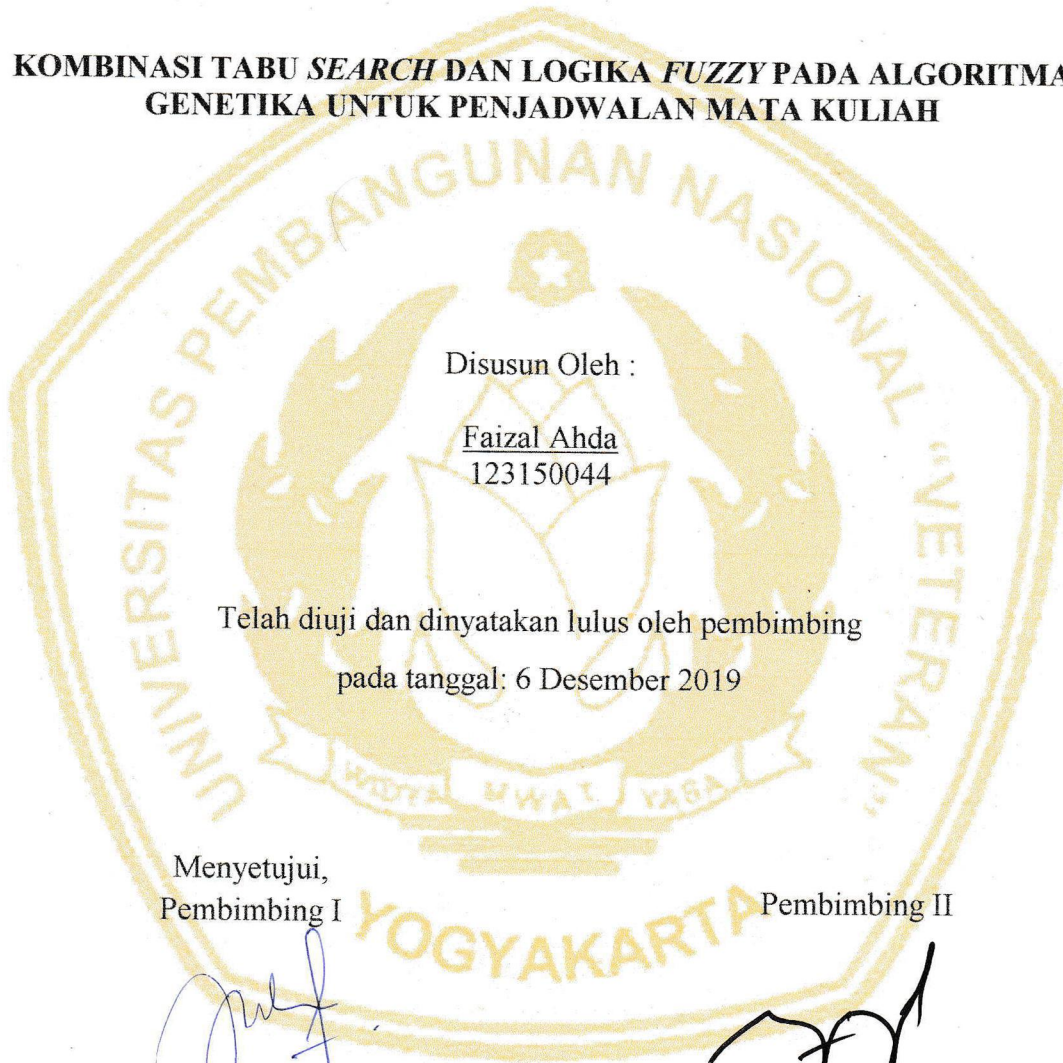 KOMBINASI TABU SEARCH DAN LOGIKA FUZZY PADA ALGORITMA
GENETIKA UNTUK PENJADWALAN MATA KULIAH
UNIVERSITAS PEMBANGUNAN NASIONAL "VETERAN"
Disusun Oleh :
Faizal Ahda
123150044
Telah diuji dan dinyatakan lulus oleh pembimbing
pada tanggal: 6 Desember 2019
WIDYA MWAT YASA
Menyetujui,
Pembimbing I
Pembimbing II
YOGYAKARTA